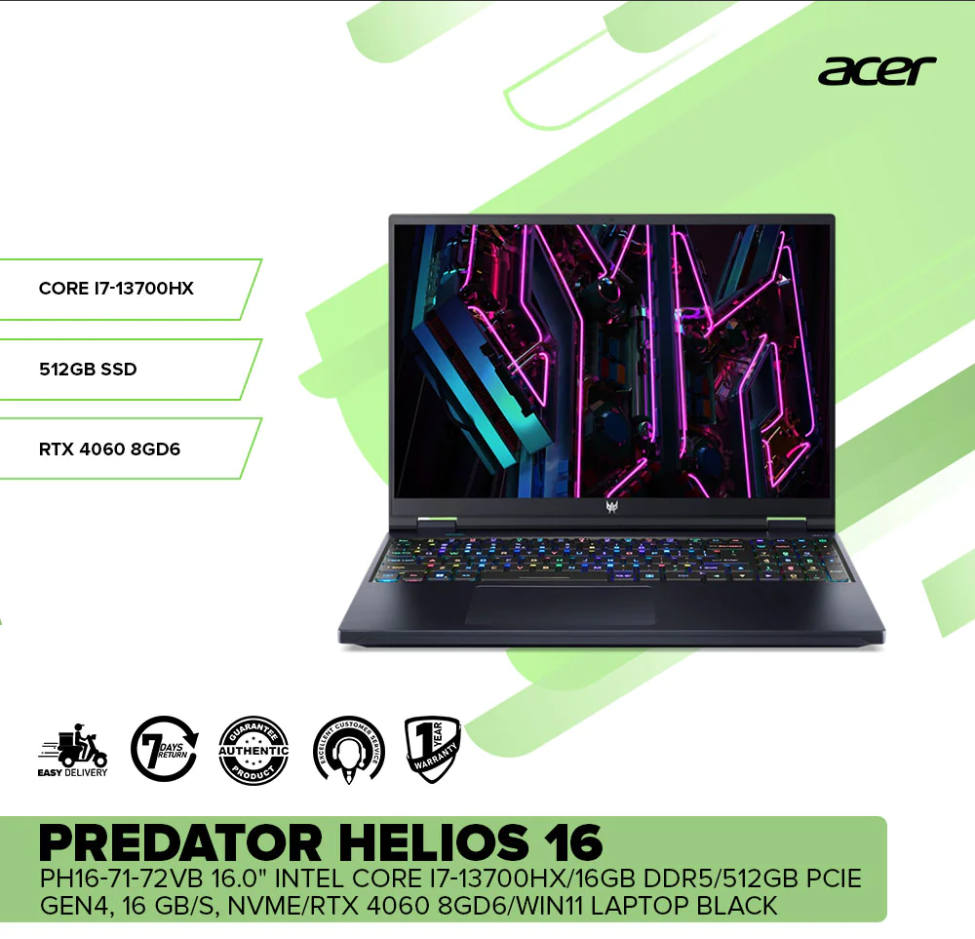 acer
CORE I7-13700HX
512GB SSD
RTX 4060 8GD6
EASY DELIVERY
7 DAYS
RETURN
GUARANTEE
AUTHENTIC
PRODUCT
EXCELLENT CUSTOMER SERVICE
1 YEAR
WARRANTY
PREDATOR HELIOS 16
PH16-71-72VB 16.0" INTEL CORE I7-13700HX/16GB DDR5/512GB PCIE
GEN4, 16 GB/S, NVME/RTX 4060 8GD6/WIN11 LAPTOP BLACK